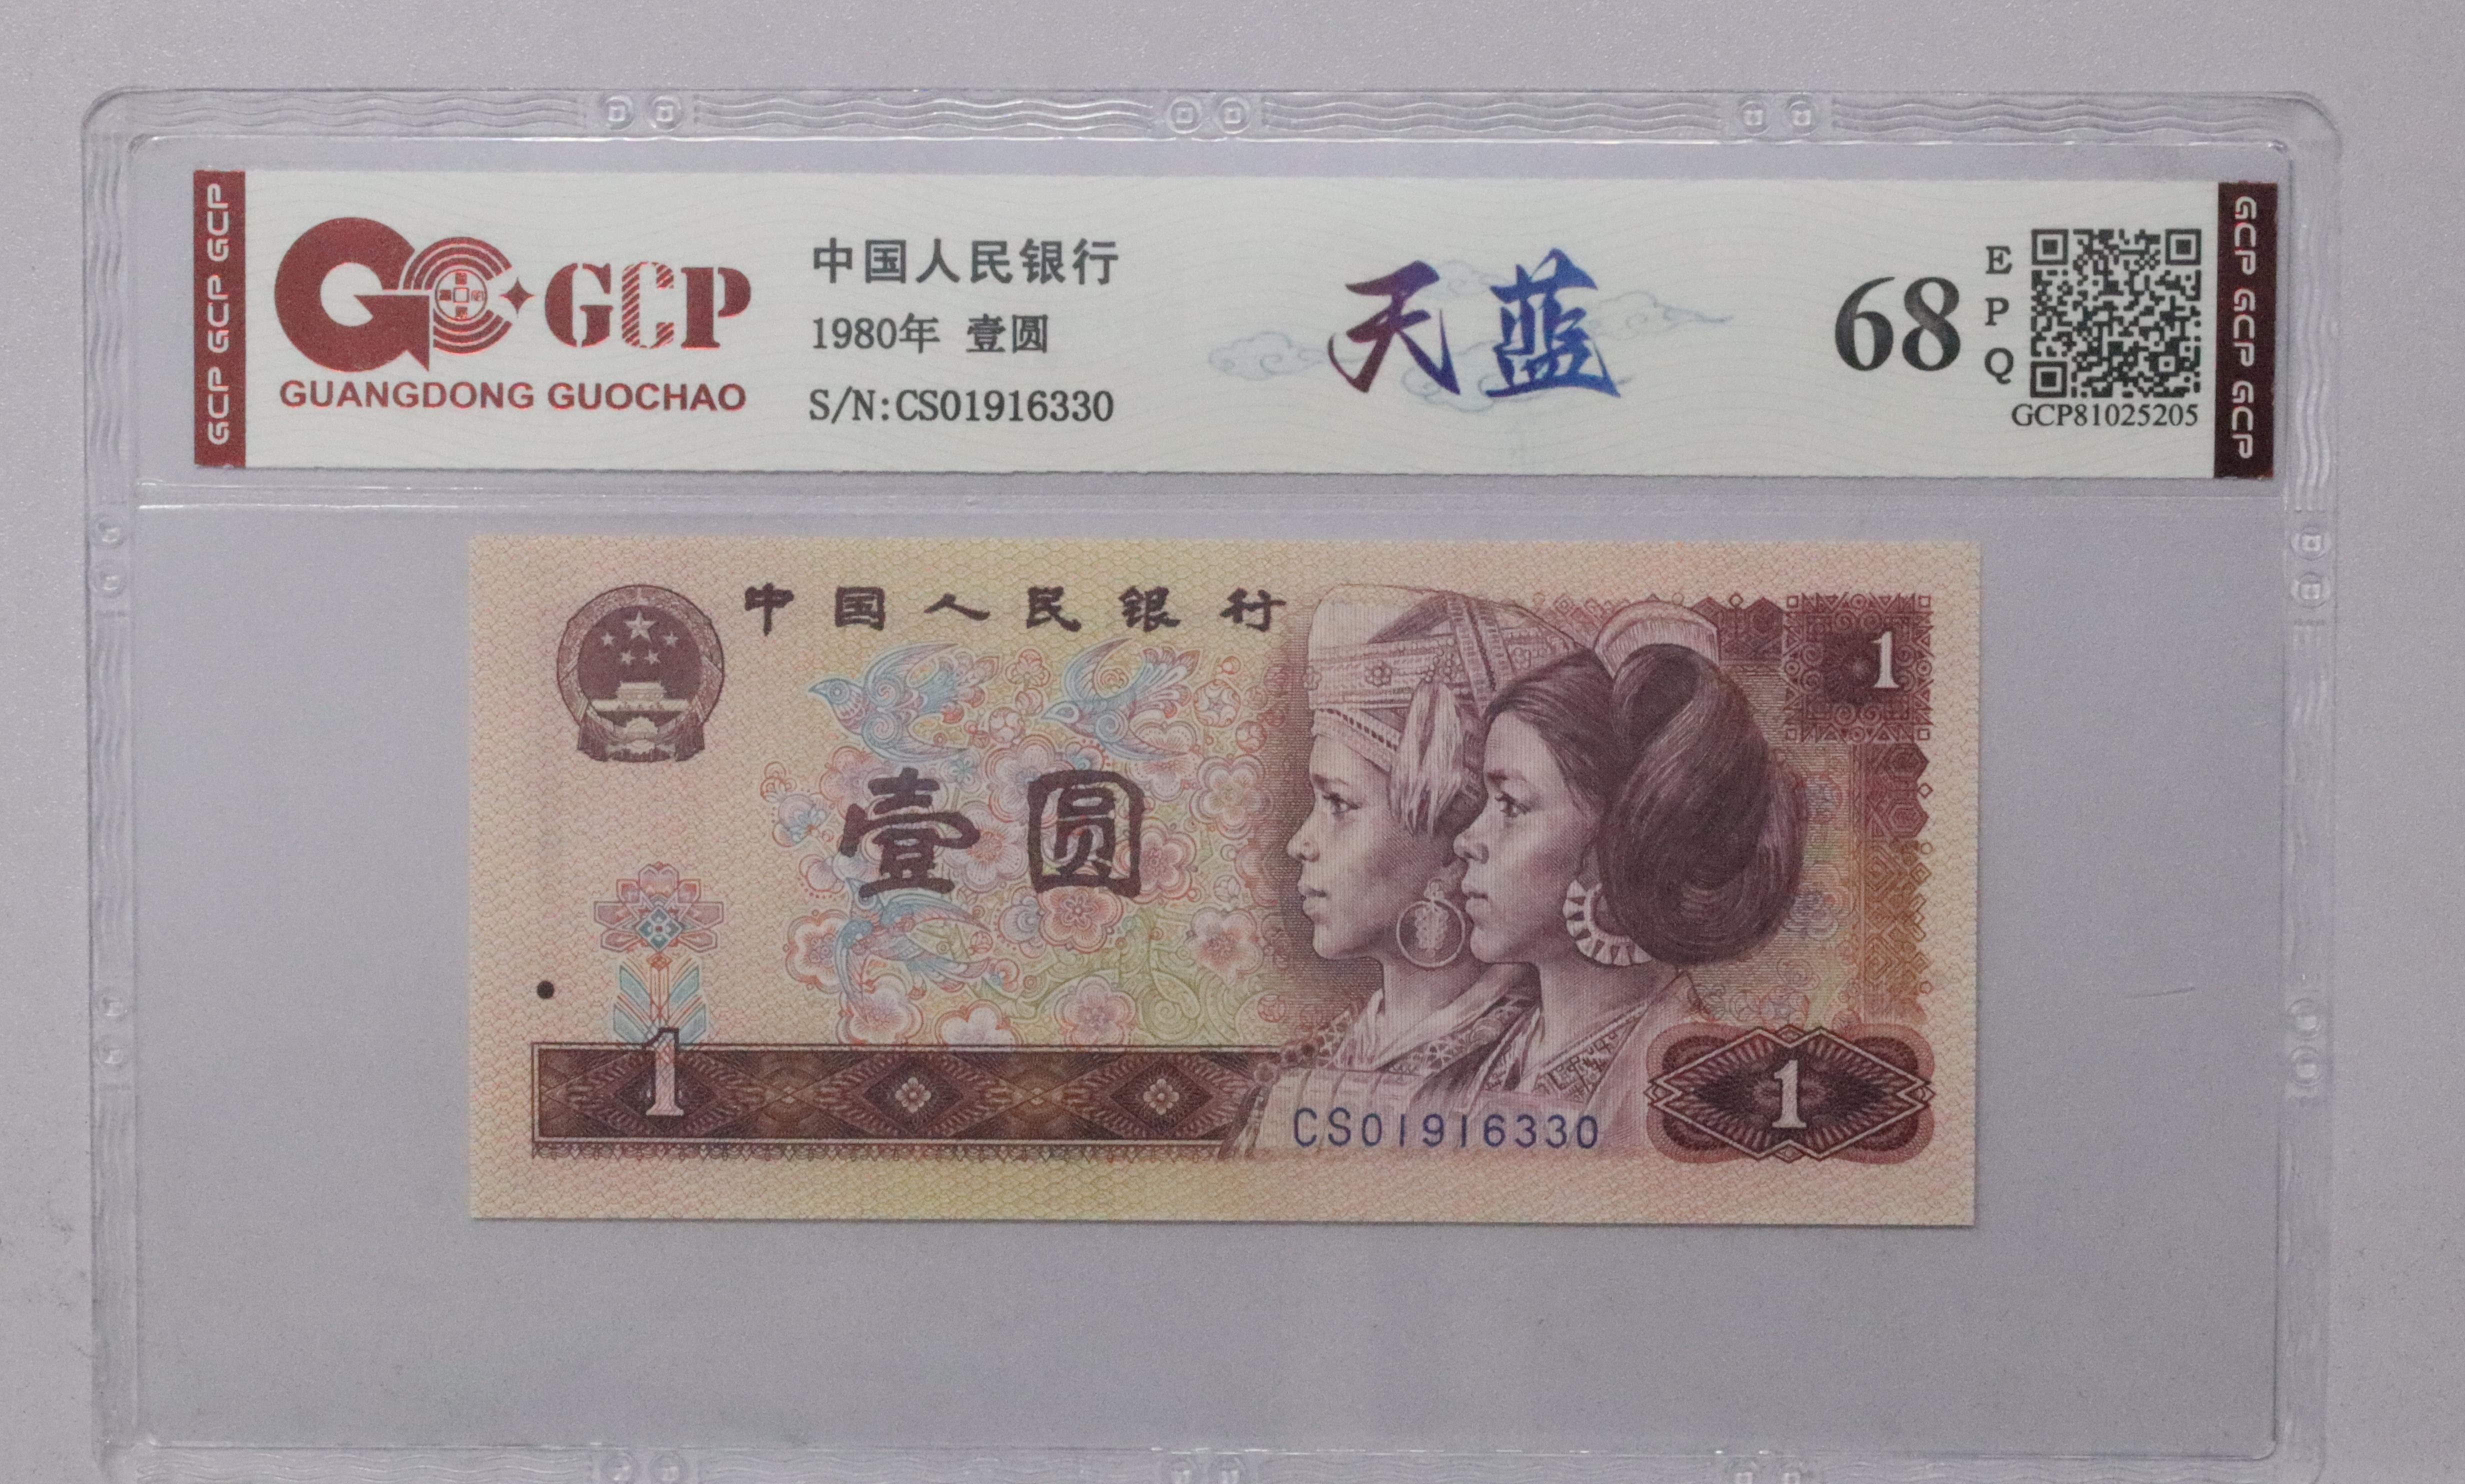 GCP GCP GCP
GCP
GUANGDONG GUOCHAO
中国人民银行
1980年 壹圆
S/N:CS01916330
天蓝
68
EPQ
GCP81025205
GCP GCP GCP
中国人民银行
1
壹圆
1
1
CS01916330